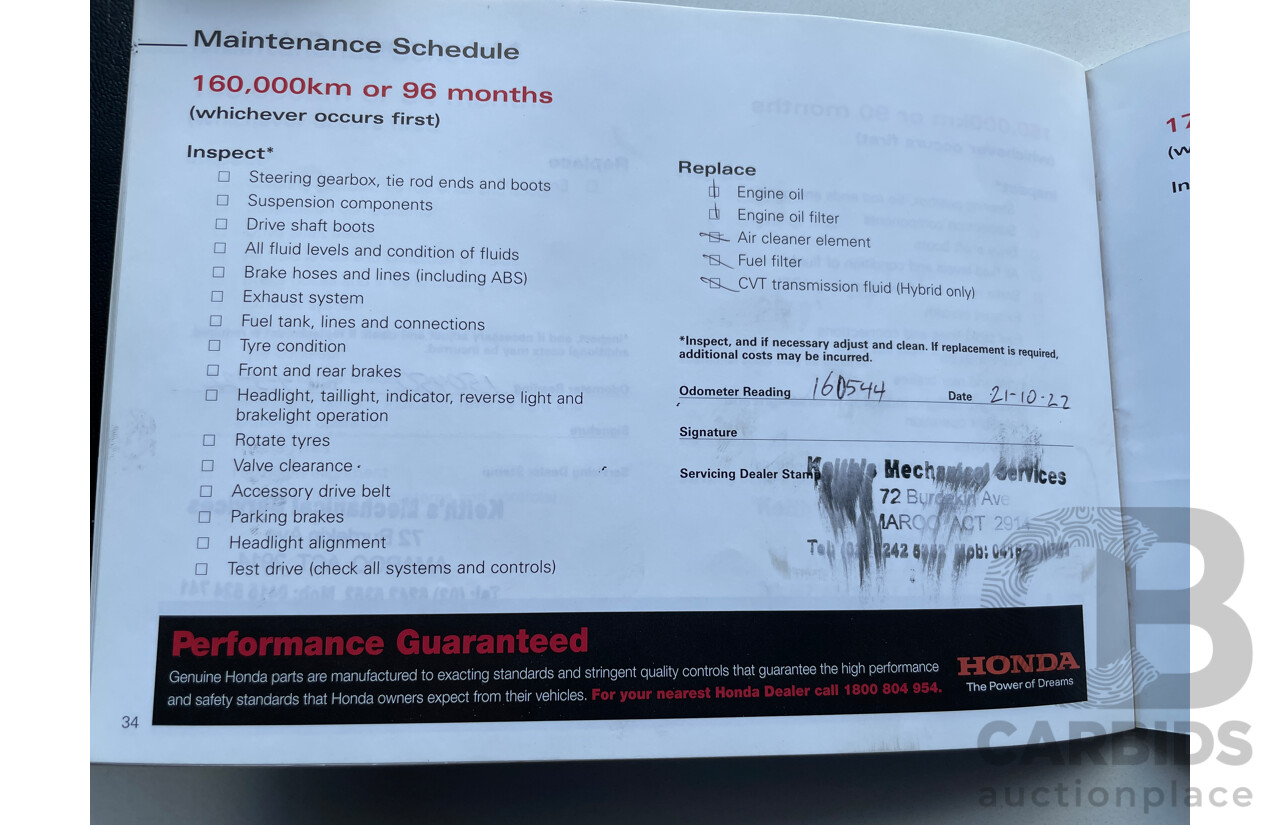 Maintenance Schedule
160,000km or 96 months
(whichever occurs first)
Inspect*
Steering gearbox, tie rod ends and boots
Suspension components
Drive shaft boots
All fluid levels and condition of fluids
Brake hoses and lines (including ABS)
Exhaust system
Fuel tank, lines and connections
Tyre condition
Front and rear brakes
Headlight, taillight, indicator, reverse light and
brakelight operation
Rotate tyres
Valve clearance
Accessory drive belt
Parking brakes
Headlight alignment
Test drive (check all systems and controls)
Replace
Engine oil
Engine oil filter
Air cleaner element
Fuel filter
CVT transmission fluid (Hybrid only)
*Inspect, and if necessary adjust and clean. If replacement is required,
additional costs may be incurred.
Odometer Reading 160544 Date 21-10-22
Signature
Servicing Dealer Stamp
Mechanical Services
72 Burdekin Ave
ACT
Performance Guaranteed
Genuine Honda parts are manufactured to exacting standards and stringent quality controls that guarantee the high performance
and safety standards that Honda owners expect from their vehicles. For your nearest Honda Dealer call 1800 804 954.
HONDA
The Power of Dreams
34
17
(w
In
CARBIDS
auctionplace